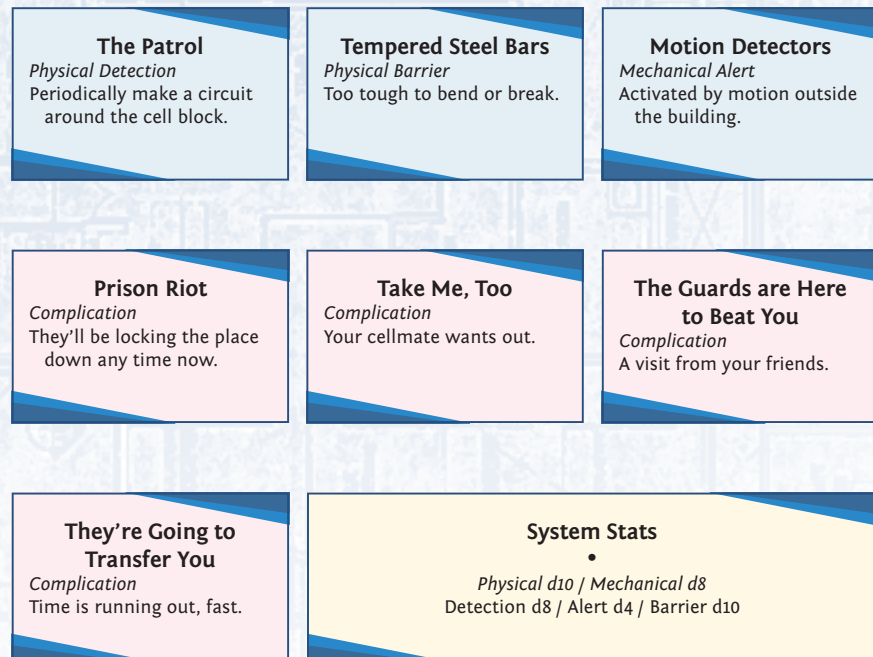 The Patrol
Physical Detection
Periodically make a circuit
around the cell block.
Tempered Steel Bars
Physical Barrier
Too tough to bend or break.
Motion Detectors
Mechanical Alert
Activated by motion outside
the building.
Prison Riot
Complication
They'll be locking the place
down any time now.
Take Me, Too
Complication
Your cellmate wants out.
The Guards are Here
to Beat You
Complication
A visit from your friends.
They're Going to
Transfer You
Complication
Time is running out, fast.
System Stats
•
Physical d10 / Mechanical d8
Detection d8 / Alert d4 / Barrier d10